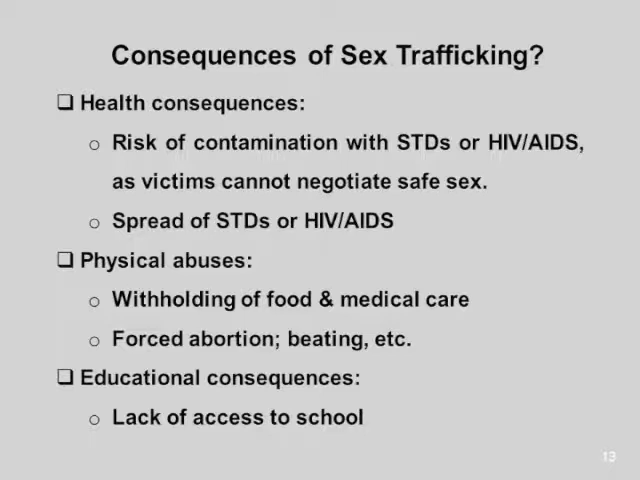 Consequences of Sex Trafficking?
❑ Health consequences:
o Risk of contamination with STDs or HIV/AIDS,
as victims cannot negotiate safe sex.
o Spread of STDs or HIV/AIDS
❑ Physical abuses:
o Withholding of food & medical care
o Forced abortion; beating, etc.
❑ Educational consequences:
o Lack of access to school
13